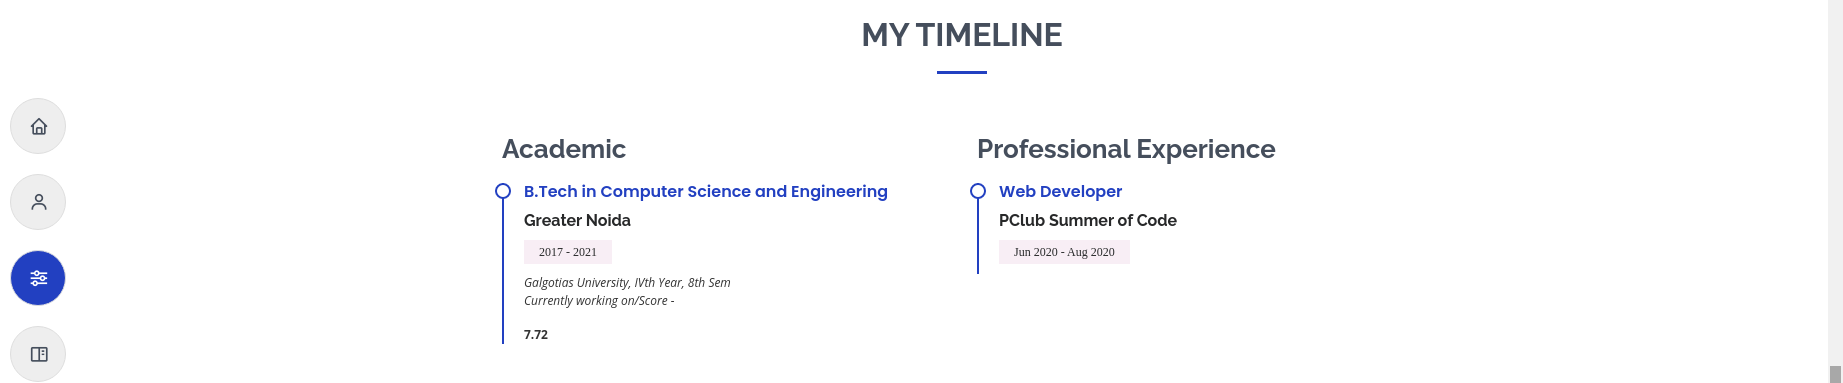 MY TIMELINE
Academic
B.Tech in Computer Science and Engineering
Greater Noida
2017 - 2021
Galgotias University, IVth Year, 8th Sem
Currently working on/Score -
7.72
Professional Experience
Web Developer
PClub Summer of Code
Jun 2020 - Aug 2020